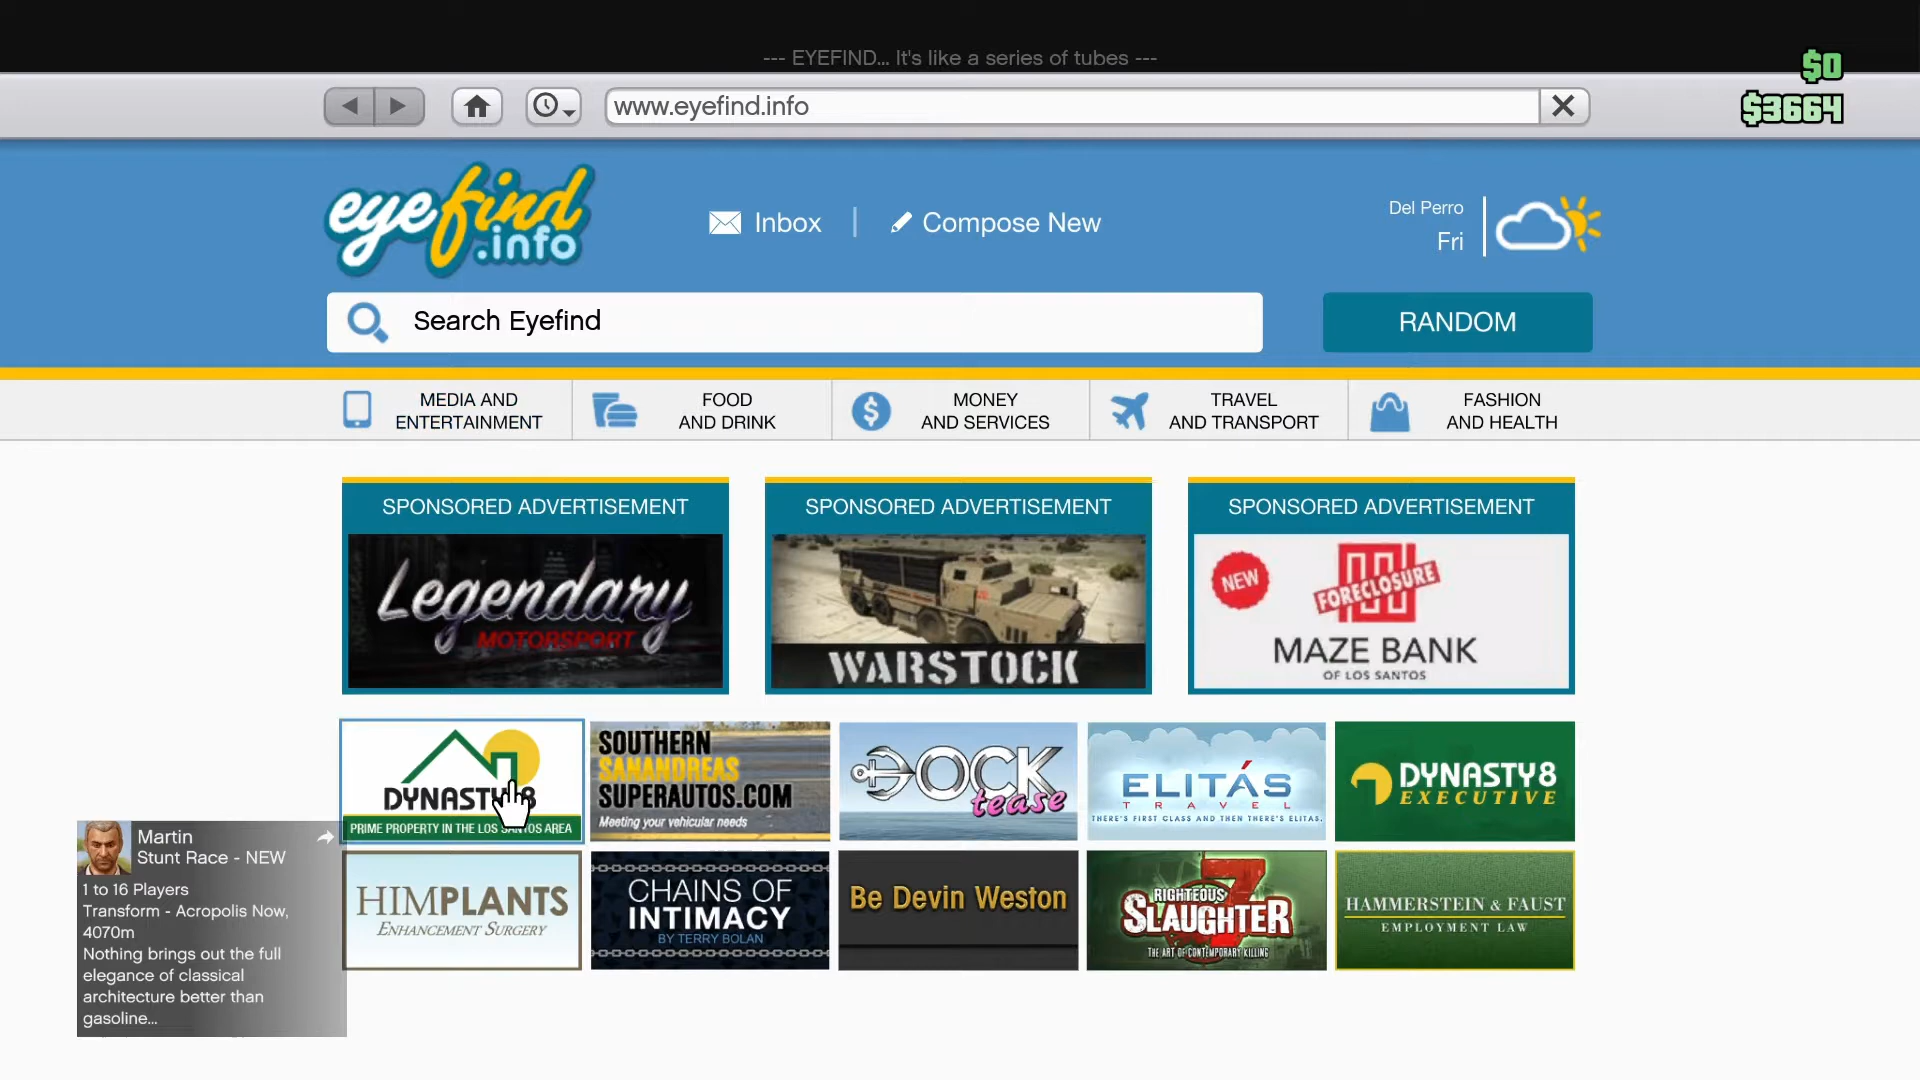 --- EYEFIND... It's like a series of tubes ---
$0
$3664
www.eyefind.info
eyefind
.info
Inbox
Compose New
Del Perro
Fri
Search Eyefind
RANDOM
MEDIA AND
ENTERTAINMENT
FOOD
AND DRINK
MONEY
AND SERVICES
TRAVEL
AND TRANSPORT
FASHION
AND HEALTH
SPONSORED ADVERTISEMENT
Legendary
MOTORSPORT
SPONSORED ADVERTISEMENT
WARSTOCK
SPONSORED ADVERTISEMENT
NEW
FORECLOSURE
MAZE BANK
OF LOS SANTOS
DYNASTY8
PRIME PROPERTY IN THE LOS SANTOS AREA
SOUTHERN
SANANDREAS
SUPERAUTOS.COM
Meeting your vehicular needs
DOCK
tease
ELITÁS
TRAVEL
THERE'S FIRST CLASS AND THEN THERE'S ELITAS.
DYNASTY8
EXECUTIVE
HIMPLANTS
ENHANCEMENT SURGERY
CHAINS OF
INTIMACY
BY TERRY BOLAN
Be Devin Weston
RIGHTEOUS
SLAUGHTER
7
THE ART OF CONTEMPORARY KILLING
HAMMERSTEIN & FAUST
EMPLOYMENT LAW
Martin
Stunt Race - NEW
1 to 16 Players
Transform - Acropolis Now,
4070m
Nothing brings out the full
elegance of classical
architecture better than
gasoline...